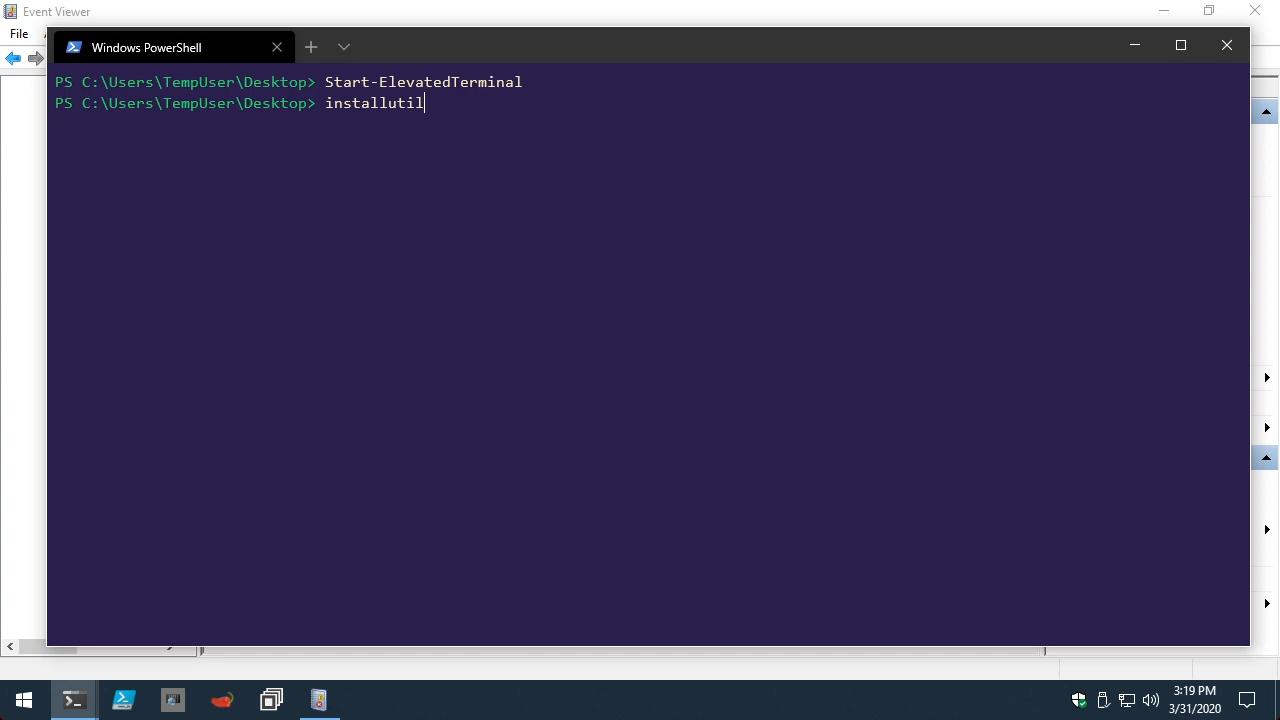 Event Viewer
File
Windows PowerShell
PS C:\Users\TempUser\Desktop> Start-ElevatedTerminal
PS C:\Users\TempUser\Desktop> installutil
3:19 PM
3/31/2020